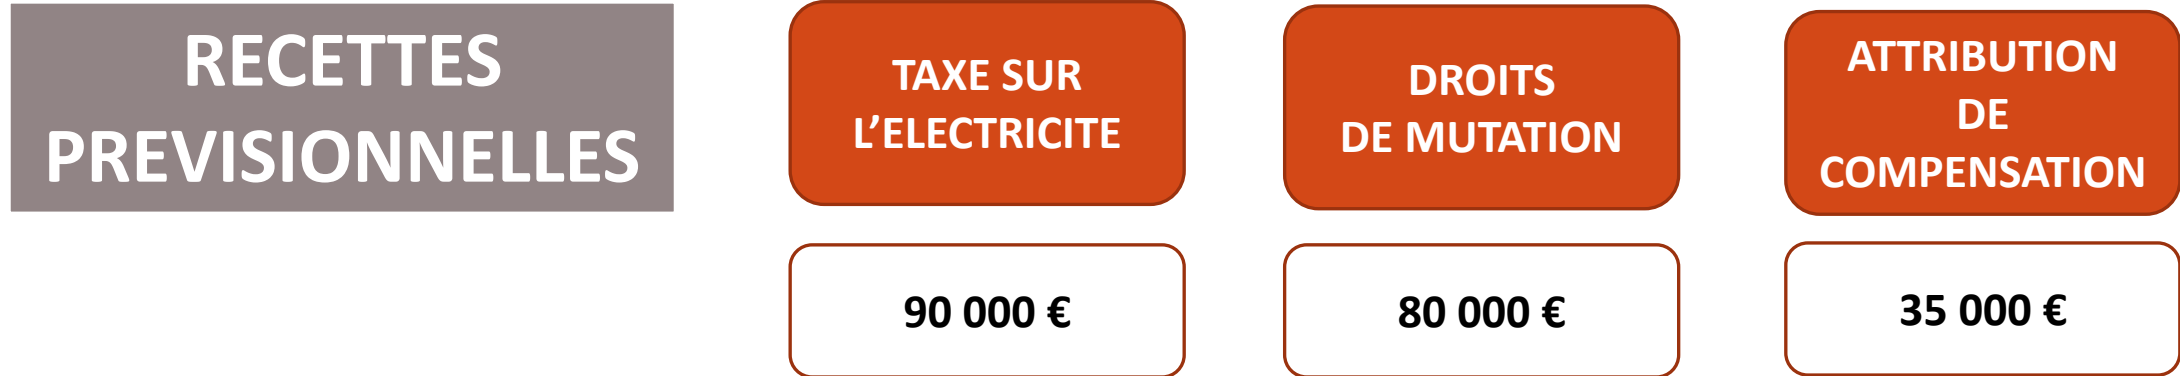 RECETTES
PREVISIONNELLES
TAXE SUR
L’ELECTRICITE
90 000 €
DROITS
DE MUTATION
80 000 €
ATTRIBUTION
DE
COMPENSATION
35 000 €